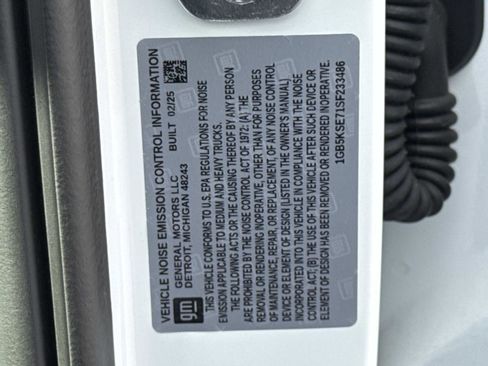 VEHICLE NOISE EMISSION CONTROL INFORMATION
gm
GENERAL MOTORS LLC
DETROIT, MICHIGAN 48243
BUILT 02/25
THIS VEHICLE CONFORMS TO U.S. EPA REGULATIONS FOR NOISE
EMISSION APPLICABLE TO MEDIUM AND HEAVY TRUCKS.
THE FOLLOWING ACTS OR THE CAUSING THEREOF BY ANY PERSON
ARE PROHIBITED BY THE NOISE CONTROL ACT OF 1972: (A) THE
REMOVAL OR RENDERING INOPERATIVE, OTHER THAN FOR PURPOSES
OF MAINTENANCE, REPAIR, OR REPLACEMENT, OF ANY NOISE CONTROL
DEVICE OR ELEMENT OF DESIGN (LISTED IN THE OWNER'S MANUAL)
INCORPORATED INTO THIS VEHICLE IN COMPLIANCE WITH THE NOISE
CONTROL ACT; (B) THE USE OF THIS VEHICLE AFTER SUCH DEVICE OR
ELEMENT OF DESIGN HAS BEEN REMOVED OR RENDERED INOPERATIVE.
1GB5KSE71SF233486